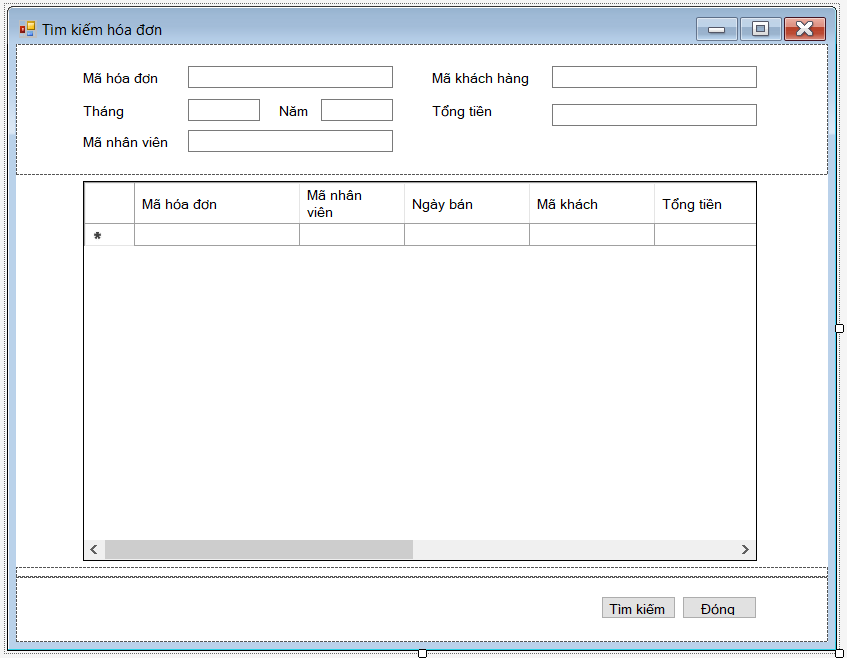 Tìm kiếm hóa đơn
Mã hóa đơn
Mã khách hàng
Tháng
Năm
Tổng tiền
Mã nhân viên
Mã hóa đơn
Mã nhân
viên
Ngày bán
Mã khách
Tổng tiền
*
Tìm kiếm
Đóng